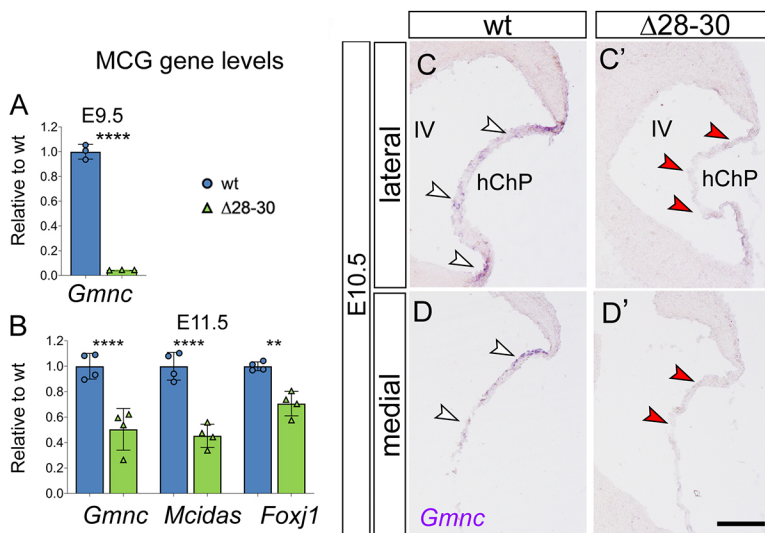 MCG gene levels
A
E9.5
****
Relative to wt
1.2
1.0
0.8
0.6
0.4
0.2
0.0
Gmnc
wt
Δ28-30
B
E11.5
****
****
**
Relative to wt
1.2
1.0
0.8
0.6
0.4
0.2
0.0
Gmnc
Mcidas
Foxj1
wt
Δ28-30
E10.5
lateral
medial
C
IV
hChP
C'
IV
hChP
D
Gmnc
D'